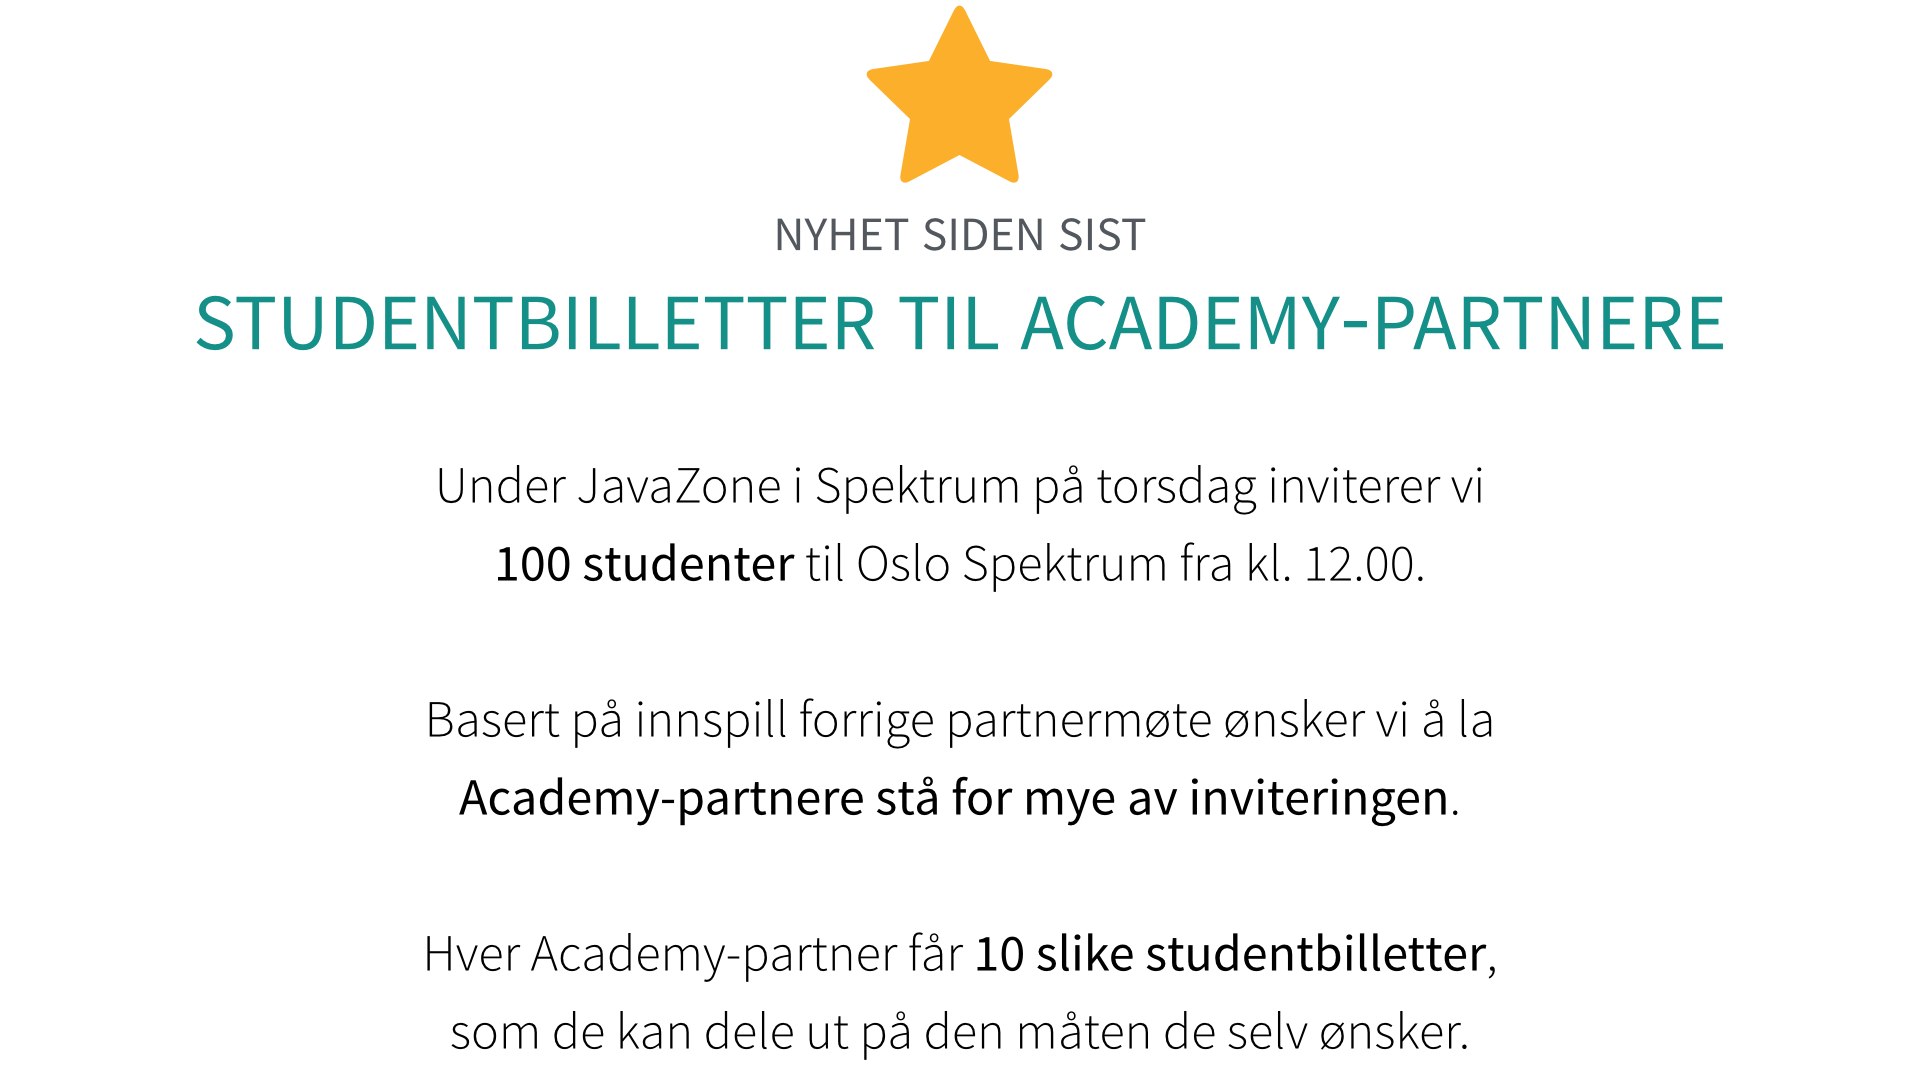 NYHET SIDEN SIST
STUDENTBILLETTER TIL ACADEMY-PARTNERE
Under JavaZone i Spektrum på torsdag inviterer vi
100 studenter til Oslo Spektrum fra kl. 12.00.
Basert på innspill forrige partnermøte ønsker vi å la
Academy-partnere stå for mye av inviteringen.
Hver Academy-partner får 10 slike studentbilletter,
som de kan dele ut på den måten de selv ønsker.